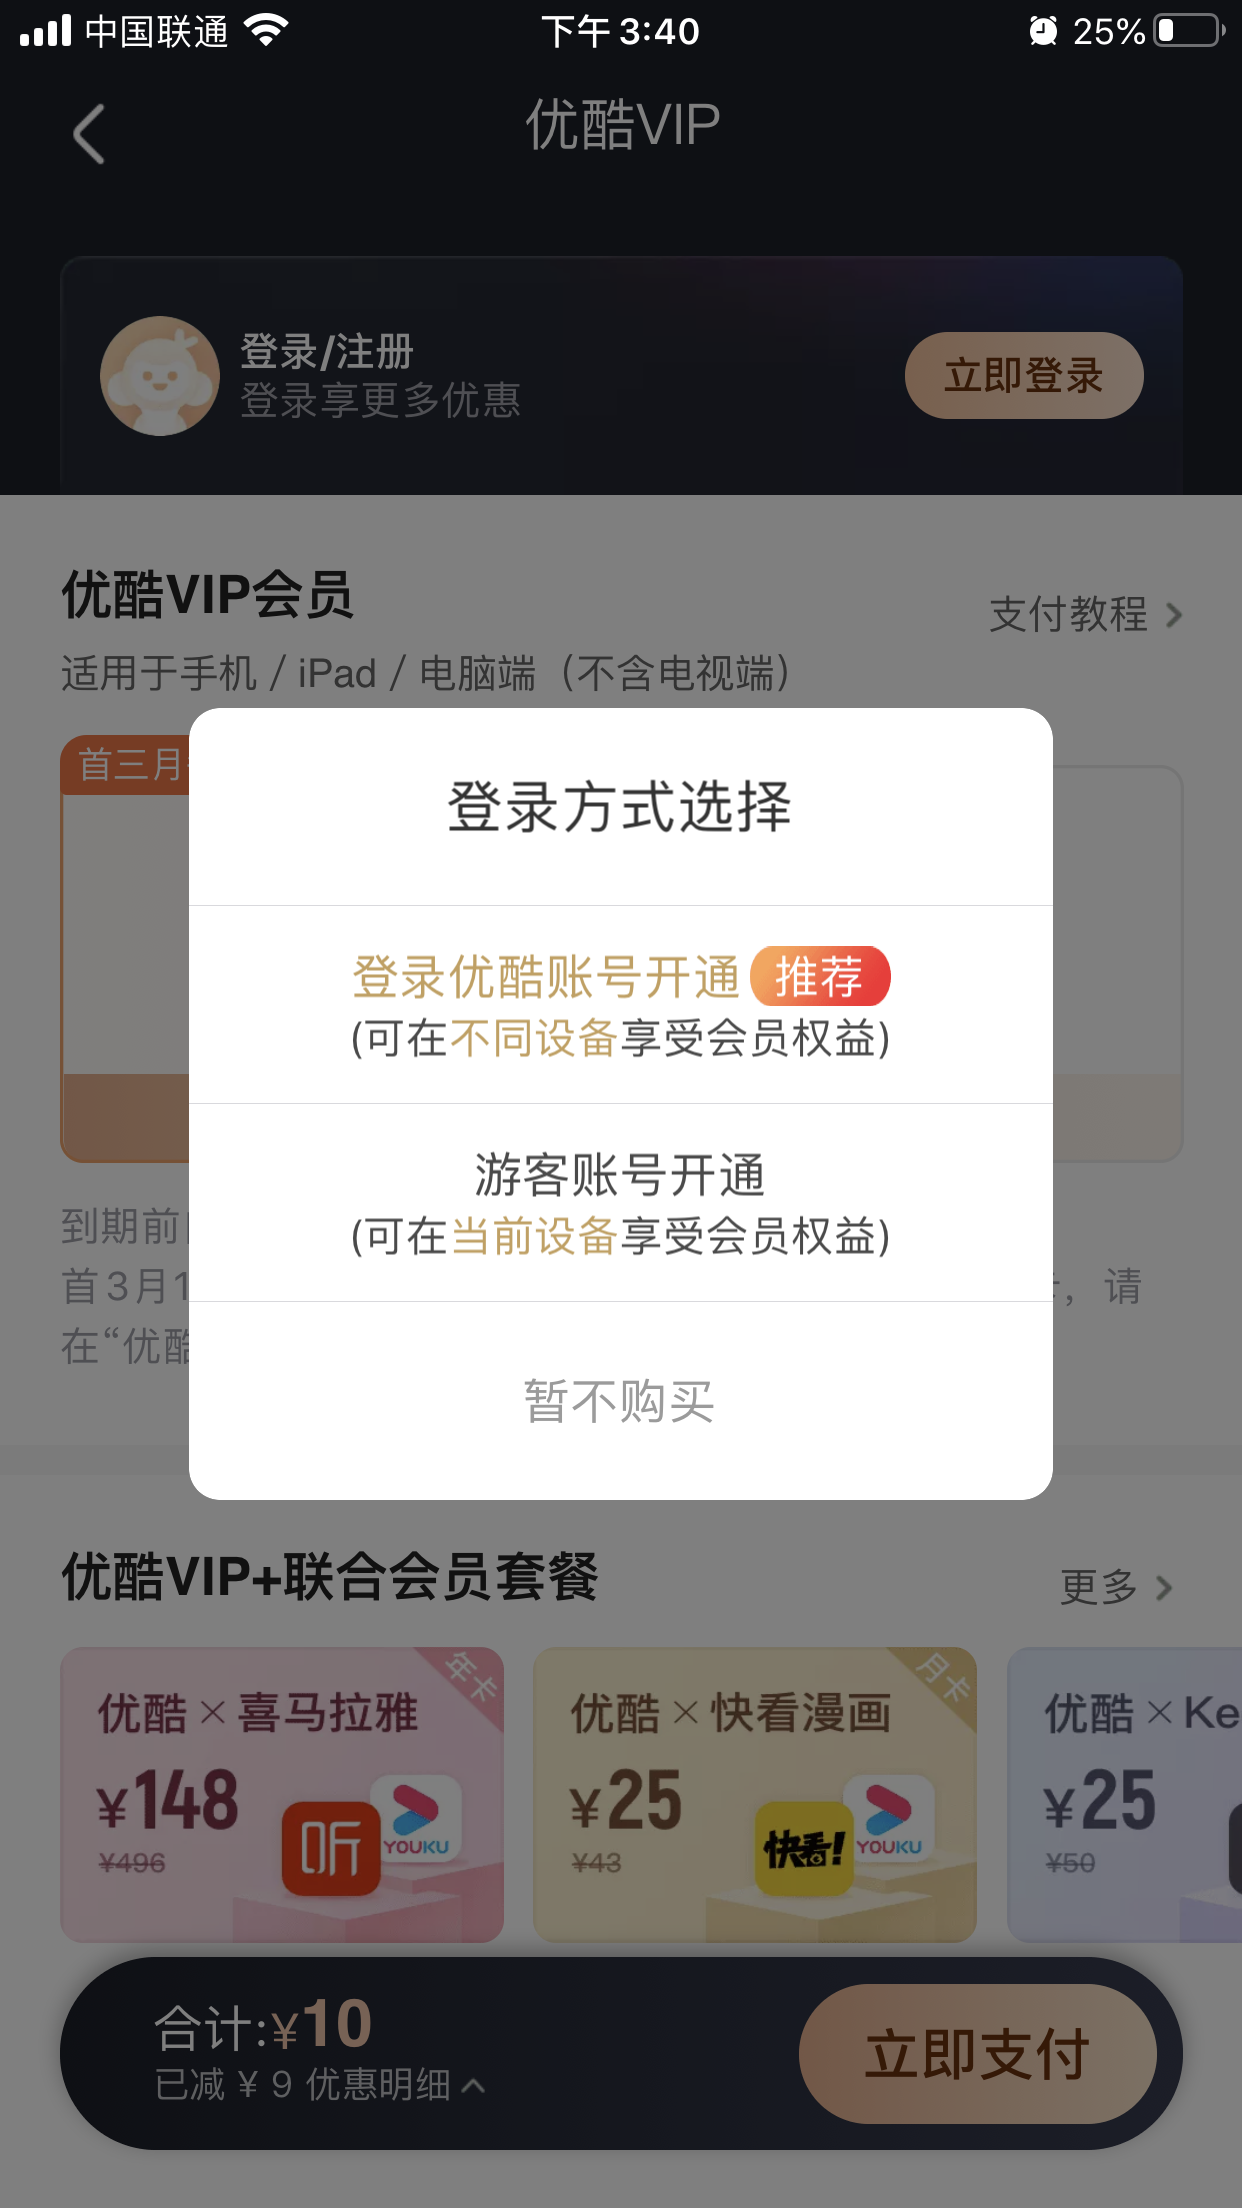 中国联通
下午 3:40
25%
优酷VIP
登录/注册
登录享更多优惠
立即登录
优酷VIP会员
支付教程
适用于手机 / iPad / 电脑端（不含电视端）
首三月
登录方式选择
登录优酷账号开通 推荐
(可在不同设备享受会员权益)
游客账号开通
(可在当前设备享受会员权益)
暂不购买
到期前
首3月1
，请
在“优酷
优酷VIP+联合会员套餐
更多
年卡
优酷×喜马拉雅
¥148
¥496
听
YOUKU
月卡
优酷×快看漫画
¥25
¥43
快看!
YOUKU
优酷×Ke
¥25
¥50
合计:¥10
已减 ¥ 9 优惠明细
立即支付